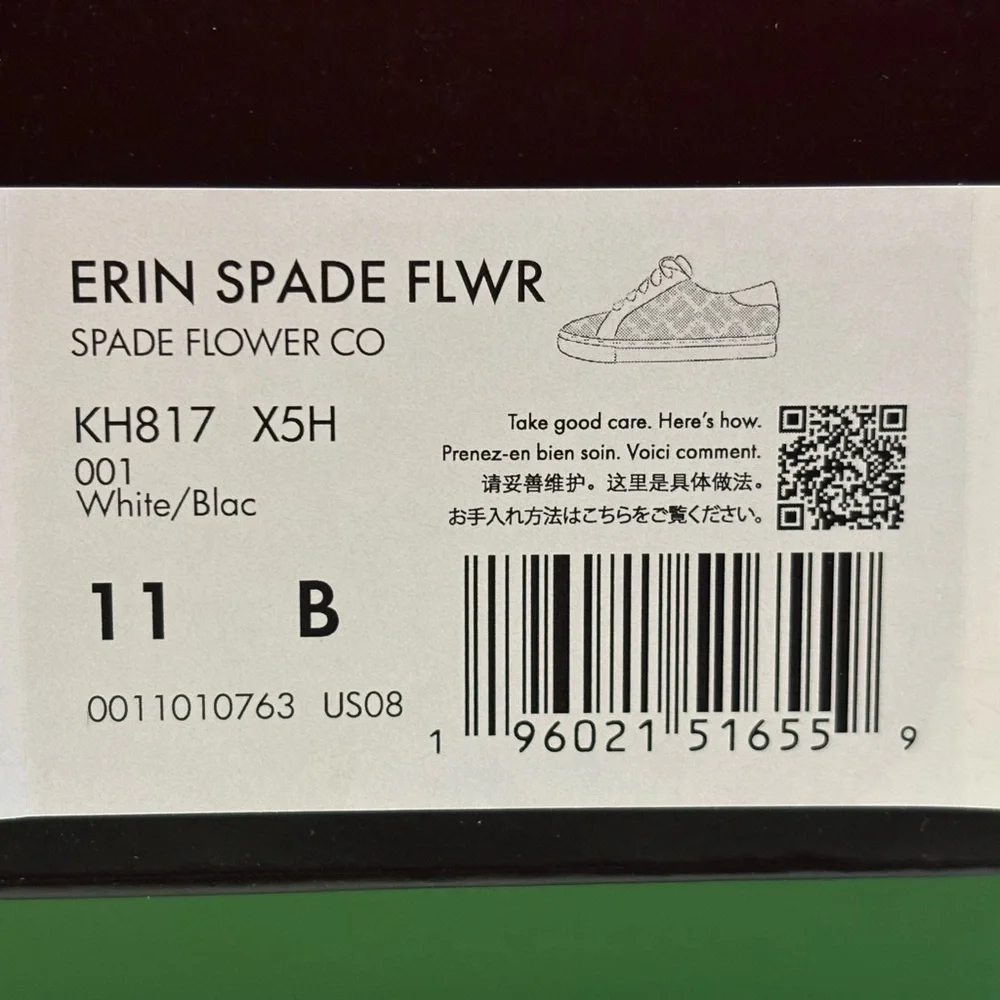 ERIN SPADE FLWR
SPADE FLOWER CO
KH817 X5H
001
White/Blac
Take good care. Here's how.
Prenez-en bien soin. Voici comment.
请妥善维护。这里是具体做法。
お手入れ方法はこちらをご覧ください。
11 B
0011010763 US08
1 96021 51655 9